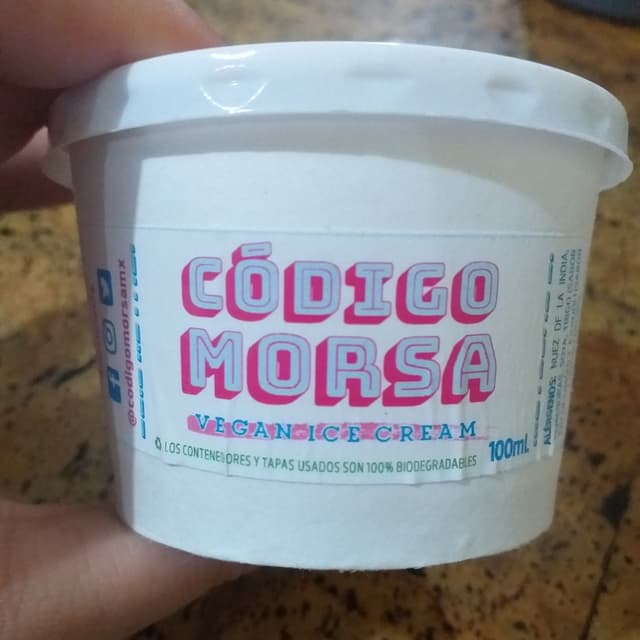 CÓDIGO
MORSA
VEGAN ICE CREAM
LOS CONTENEDORES Y TAPAS USADOS SON 100% BIODEGRADABLES
100mL
@codigomorsamx
ALÉRGENOS: NUEZ DE LA INDIA,